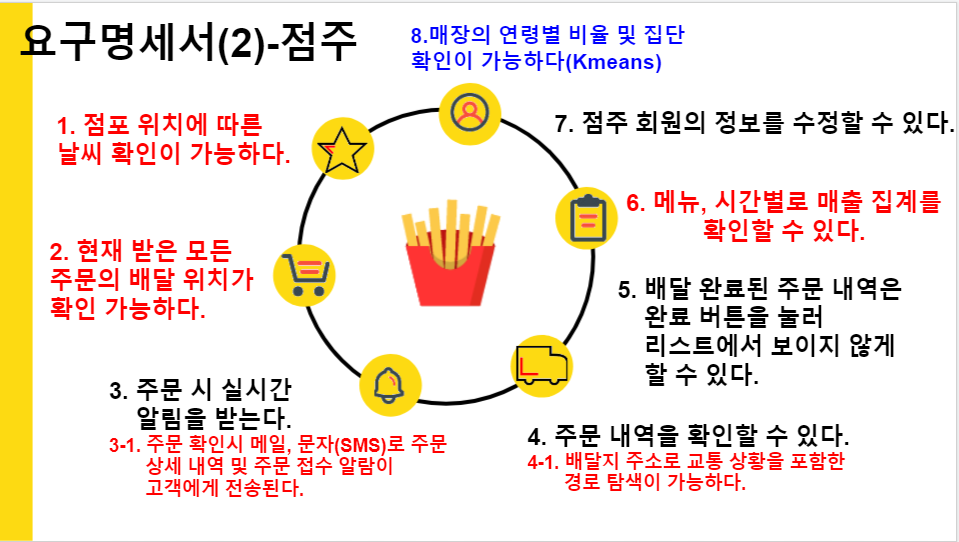 요구명세서(2)-점주
8.매장의 연령별 비율 및 집단
확인이 가능하다(Kmeans)
1. 점포 위치에 따른
날씨 확인이 가능하다.
7. 점주 회원의 정보를 수정할 수 있다.
2. 현재 받은 모든
주문의 배달 위치가
확인 가능하다.
6. 메뉴, 시간별로 매출 집계를
확인할 수 있다.
5. 배달 완료된 주문 내역은
완료 버튼을 눌러
리스트에서 보이지 않게
할 수 있다.
3. 주문 시 실시간
알림을 받는다.
3-1. 주문 확인시 메일, 문자(SMS)로 주문
상세 내역 및 주문 접수 알람이
고객에게 전송된다.
4. 주문 내역을 확인할 수 있다.
4-1. 배달지 주소로 교통 상황을 포함한
경로 탐색이 가능하다.